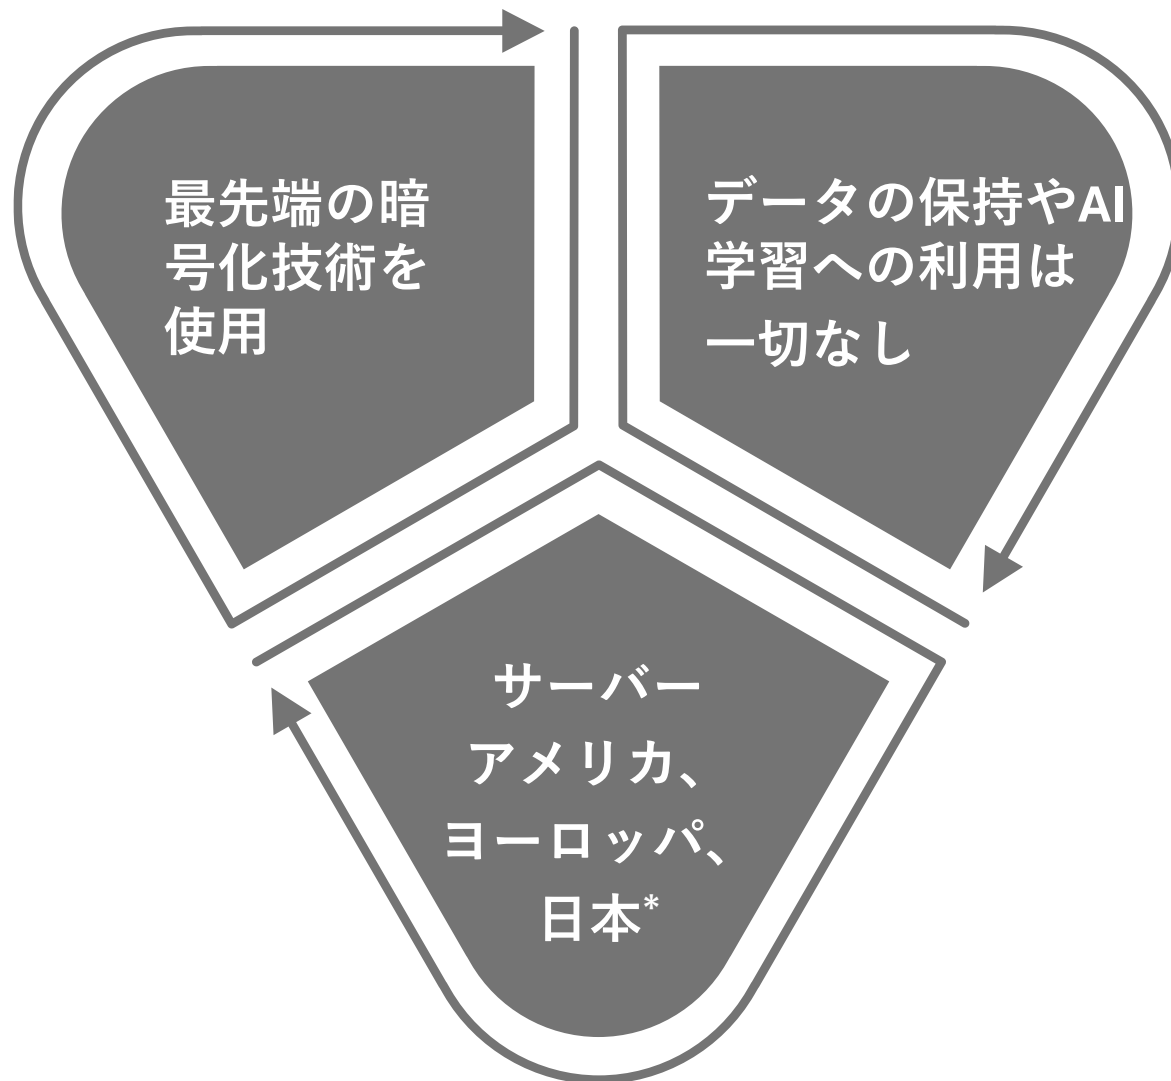 最先端の暗
号化技術を
使用
データの保持やAI
学習への利用は
一切なし
サーバー
アメリカ、
ヨーロッパ、
日本*